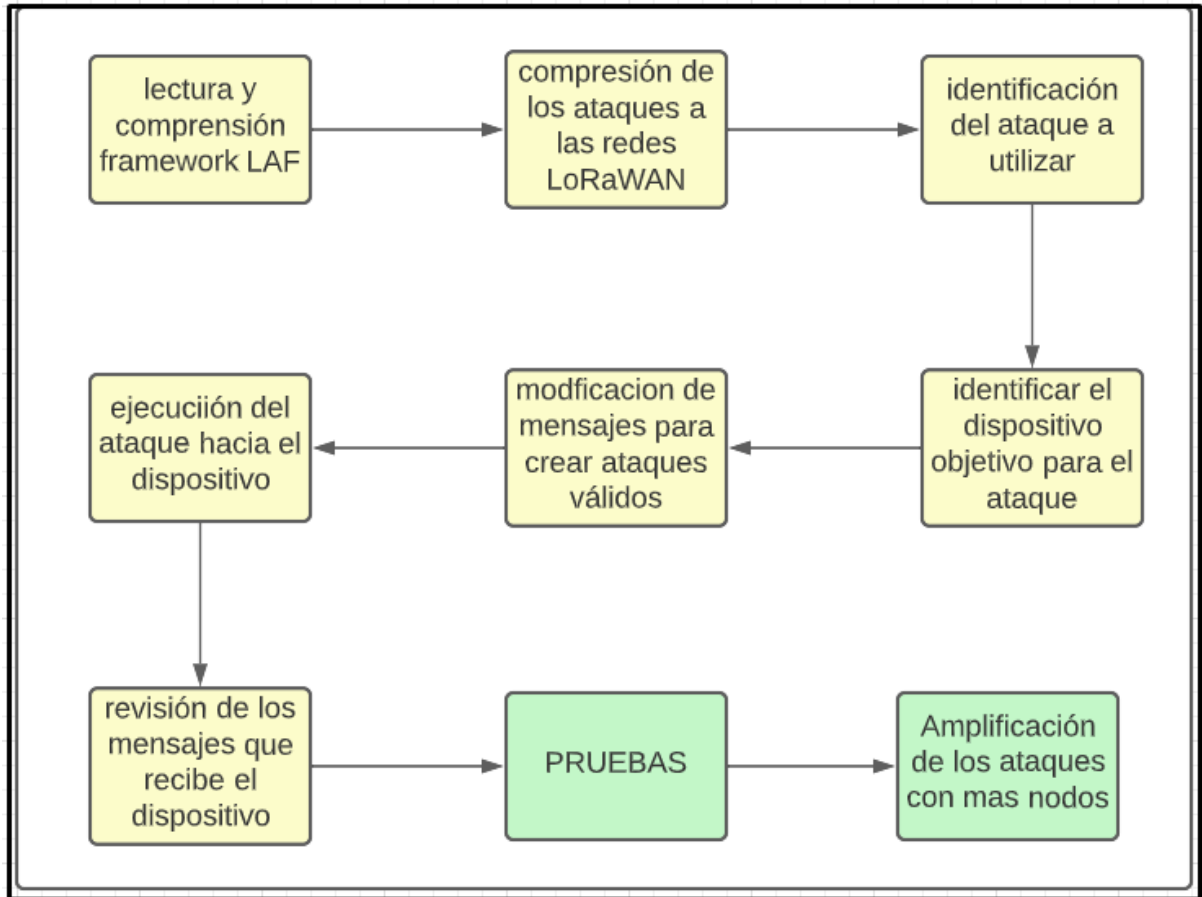 lectura y
comprensión
framework LAF
compresión de
los ataques a
las redes
LoRaWAN
identificación
del ataque a
utilizar
identificar el
dispositivo
objetivo para el
ataque
modficacion de
mensajes para
crear ataques
válidos
ejecuciión del
ataque hacia el
dispositivo
revisión de los
mensajes que
recibe el
dispositivo
PRUEBAS
Amplificación
de los ataques
con mas nodos